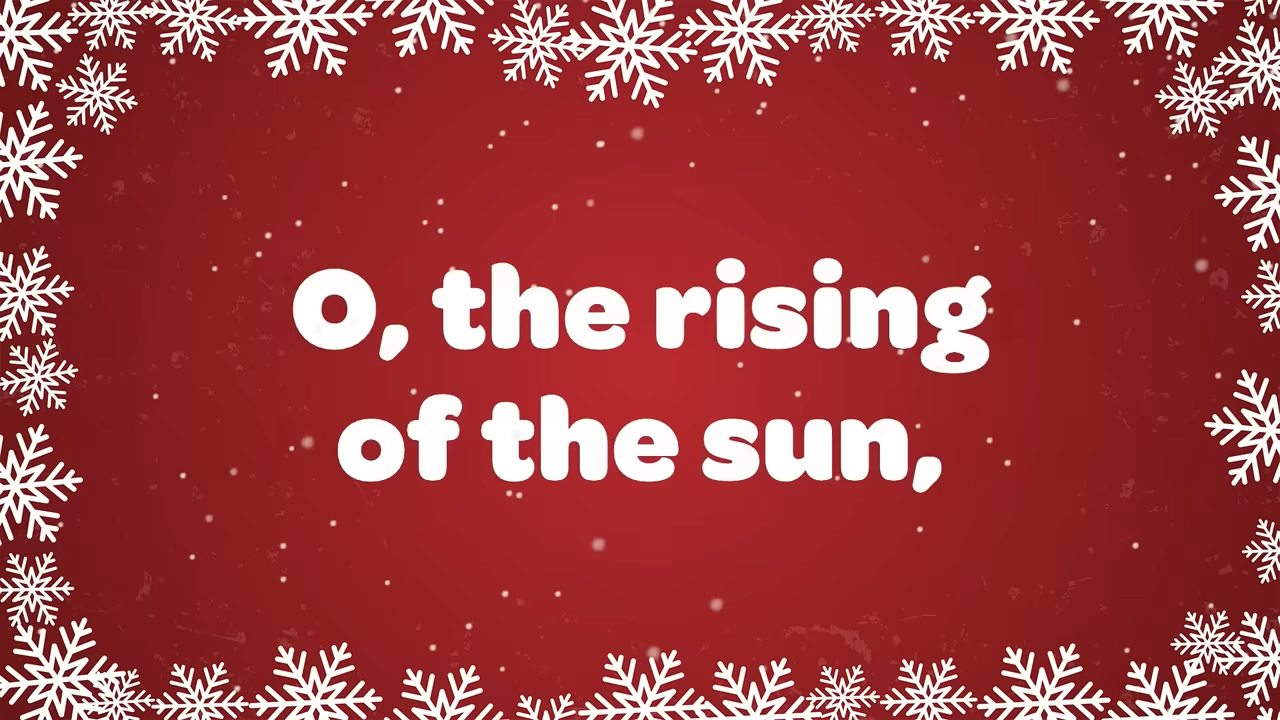 O, the rising
of the sun,